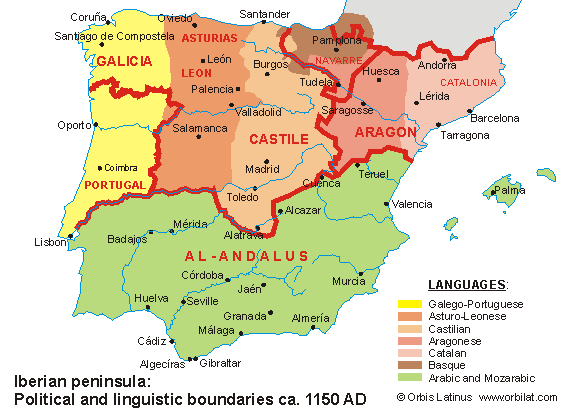 Coruña
Oviedo
Santander
Santiago de Compostela
ASTURIAS
Pamplona
GALICIA
León
LEON
Burgos
NAVARRE
Andorra
Huesca
CATALONIA
Palencia
Tudela
Lérida
Valladolid
Saragosse
Barcelona
Oporto
Salamanca
CASTILE
ARAGON
Tarragona
Coimbra
Madrid
Teruel
PORTUGAL
Toledo
Cuenca
Palma
Alcazar
Valencia
Mérida
Lisbon
Badajos
Alatrava
AL-ANDALUS
Córdoba
Jaén
Murcia
Huelva
Seville
Granada
Almería
Málaga
Cádiz
Algecíras
Gibraltar
LANGUAGES:
Galego-Portuguese
Asturo-Leonese
Castilian
Aragonese
Catalan
Basque
Arabic and Mozarabic
Iberian peninsula:
Political and linguistic boundaries ca. 1150 AD
© Orbis Latinus www.orbilat.com